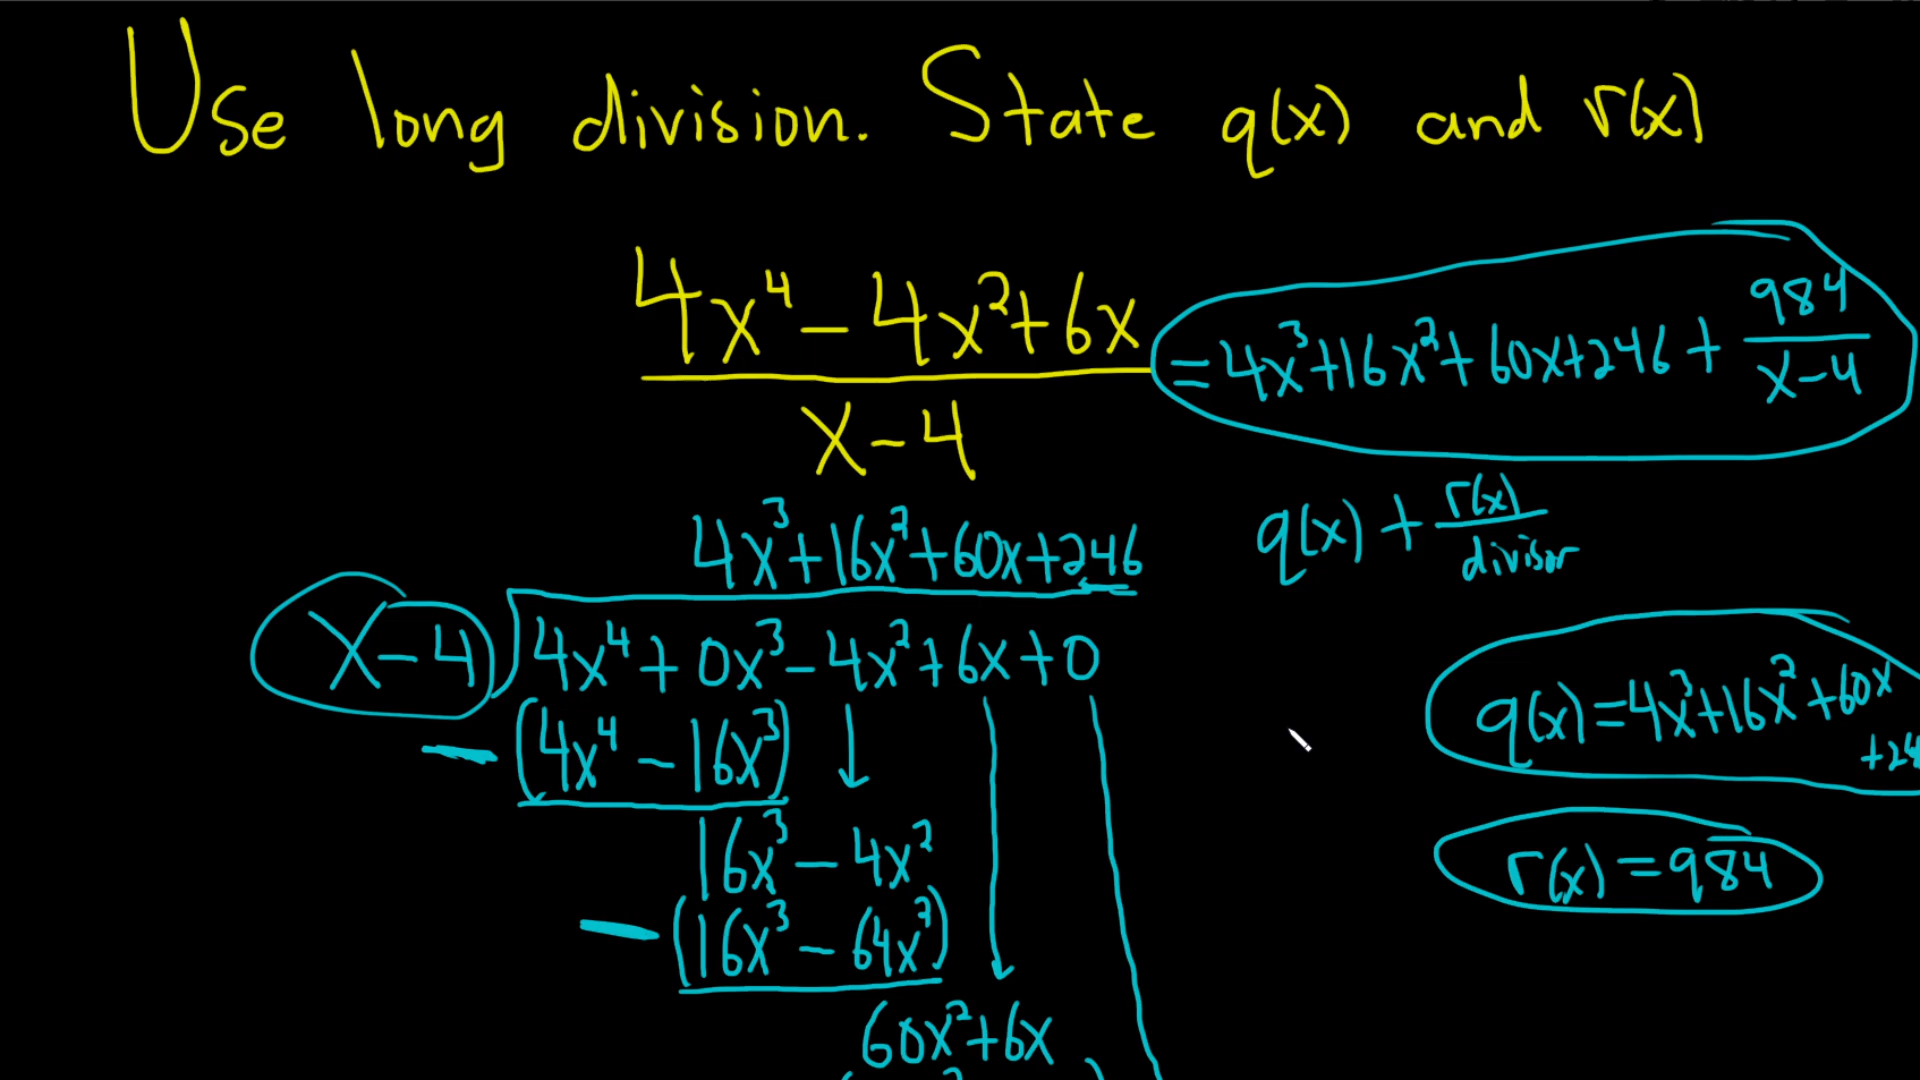 Use long division. State q(x) and r(x)
4x⁴ − 4x² + 6x
x − 4
= 4x³ + 16x² + 60x + 246 + 984/(x − 4)
q(x) + r(x)/divisor
4x³ + 16x² + 60x + 246
x − 4 ) 4x⁴ + 0x³ − 4x² + 6x + 0
− (4x⁴ − 16x³)
16x³ − 4x²
− (16x³ − 64x²)
60x² + 6x
q(x) = 4x³ + 16x² + 60x
r(x) = 984